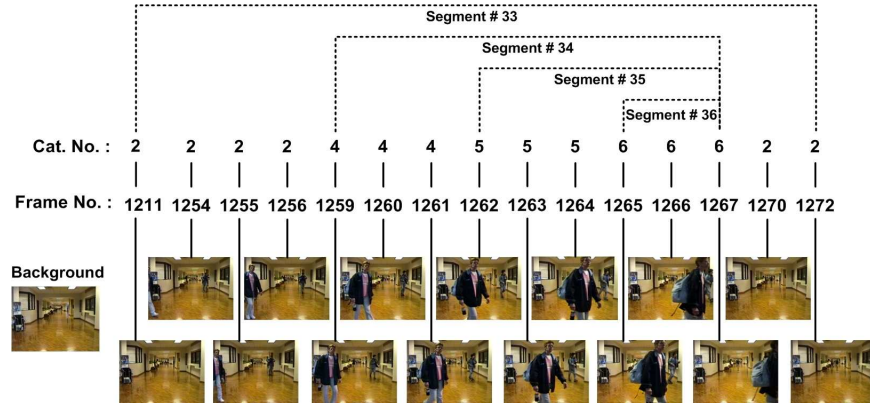 Segment # 33
Segment # 34
Segment # 35
Segment # 36
Cat. No. : 2 2 2 2 4 4 4 5 5 5 6 6 6 2 2
Frame No. : 1211 1254 1255 1256 1259 1260 1261 1262 1263 1264 1265 1266 1267 1270 1272
Background